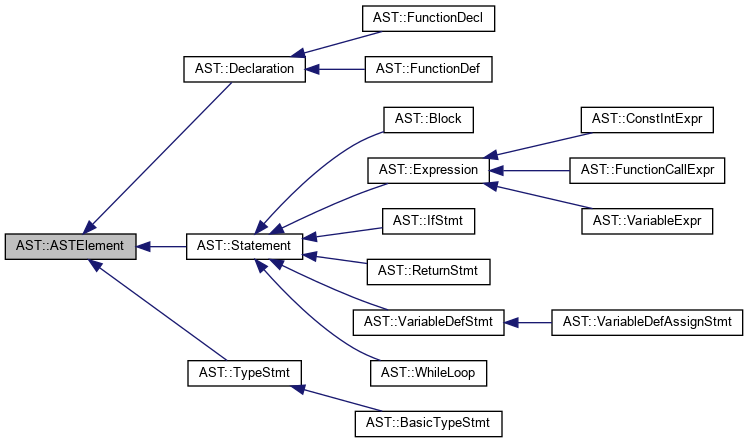 AST::FunctionDecl
AST::Declaration
AST::FunctionDef
AST::Block
AST::ConstIntExpr
AST::Expression
AST::FunctionCallExpr
AST::IfStmt
AST::VariableExpr
AST::ASTElement
AST::Statement
AST::ReturnStmt
AST::VariableDefStmt
AST::VariableDefAssignStmt
AST::TypeStmt
AST::WhileLoop
AST::BasicTypeStmt